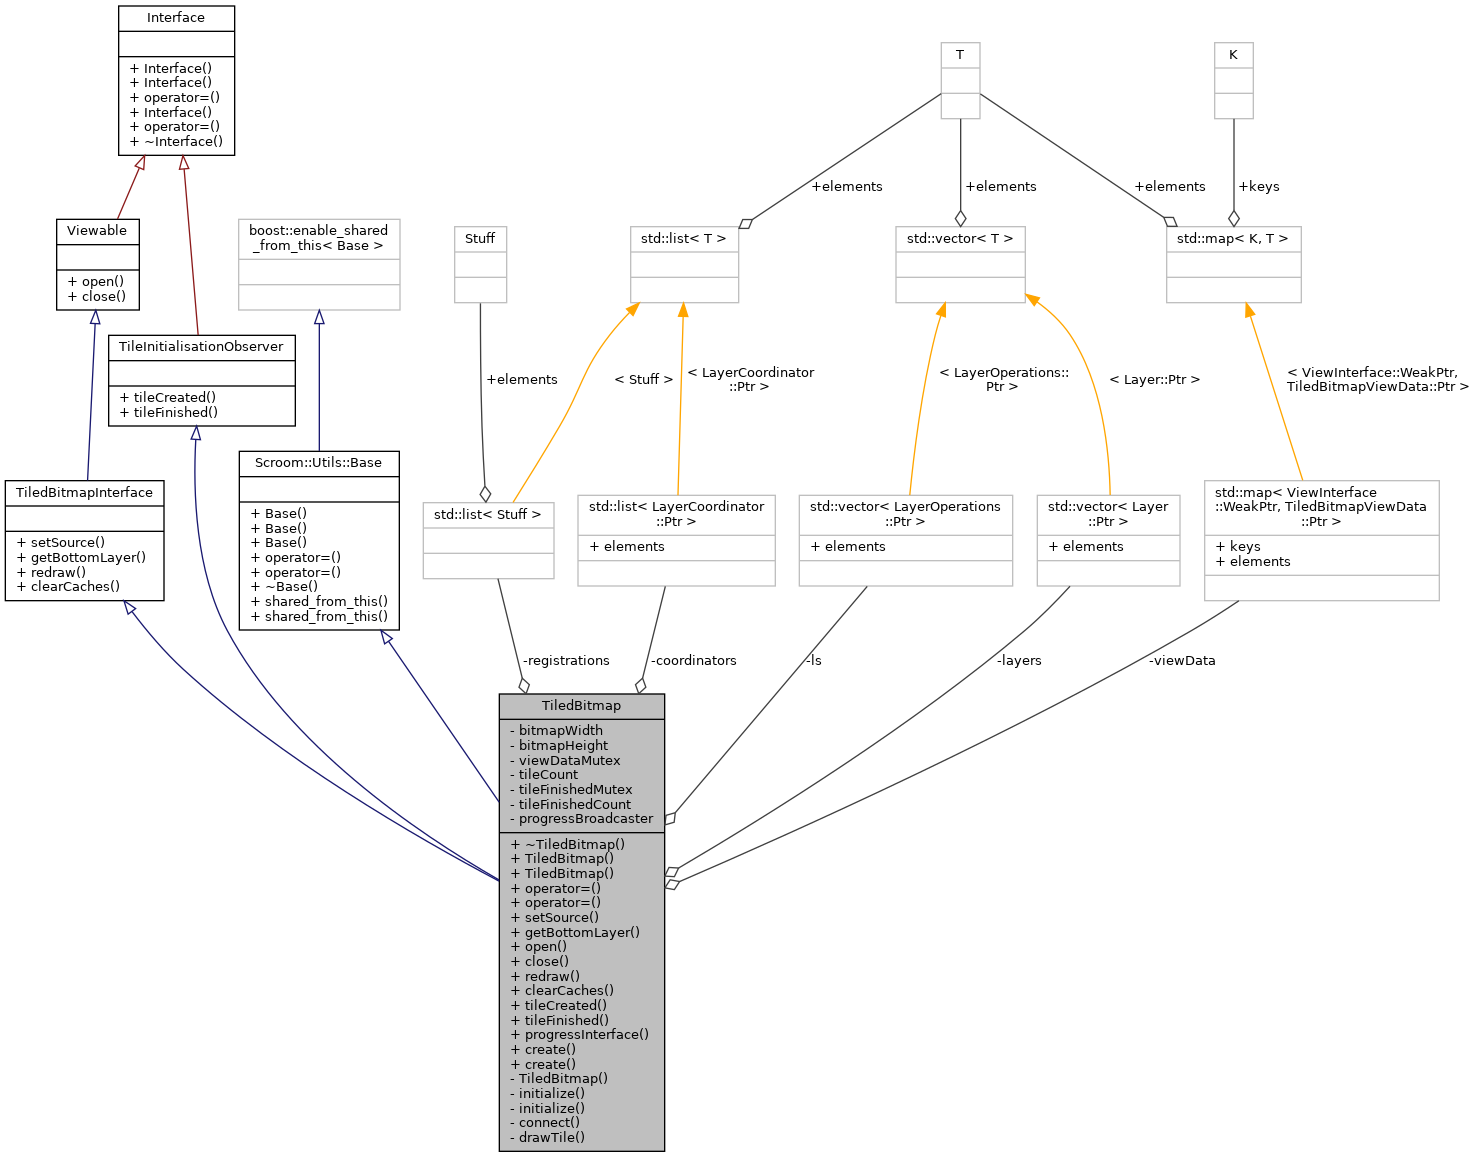 Interface
+ Interface()
+ Interface()
+ operator=()
+ Interface()
+ operator=()
+ ~Interface()
T
K
+elements
+elements
+elements
+keys
Viewable
+ open()
+ close()
boost::enable_shared
_from_this< Base >
Stuff
std::list< T >
std::vector< T >
std::map< K, T >
TileInitialisationObserver
+ tileCreated()
+ tileFinished()
+elements
< Stuff >
< LayerCoordinator
::Ptr >
< LayerOperations::
Ptr >
< Layer::Ptr >
< ViewInterface::WeakPtr,
TiledBitmapViewData::Ptr >
TiledBitmapInterface
+ setSource()
+ getBottomLayer()
+ redraw()
+ clearCaches()
Scroom::Utils::Base
+ Base()
+ Base()
+ Base()
+ operator=()
+ operator=()
+ ~Base()
+ shared_from_this()
+ shared_from_this()
std::list< Stuff >
std::list< LayerCoordinator
::Ptr >
+ elements
std::vector< LayerOperations
::Ptr >
+ elements
std::vector< Layer
::Ptr >
+ elements
std::map< ViewInterface
::WeakPtr, TiledBitmapViewData
::Ptr >
+ keys
+ elements
-registrations
-coordinators
-ls
-layers
-viewData
TiledBitmap
- bitmapWidth
- bitmapHeight
- viewDataMutex
- tileCount
- tileFinishedMutex
- tileFinishedCount
- progressBroadcaster
+ ~TiledBitmap()
+ TiledBitmap()
+ TiledBitmap()
+ operator=()
+ operator=()
+ setSource()
+ getBottomLayer()
+ open()
+ close()
+ redraw()
+ clearCaches()
+ tileCreated()
+ tileFinished()
+ progressInterface()
+ create()
+ create()
- TiledBitmap()
- initialize()
- initialize()
- connect()
- drawTile()